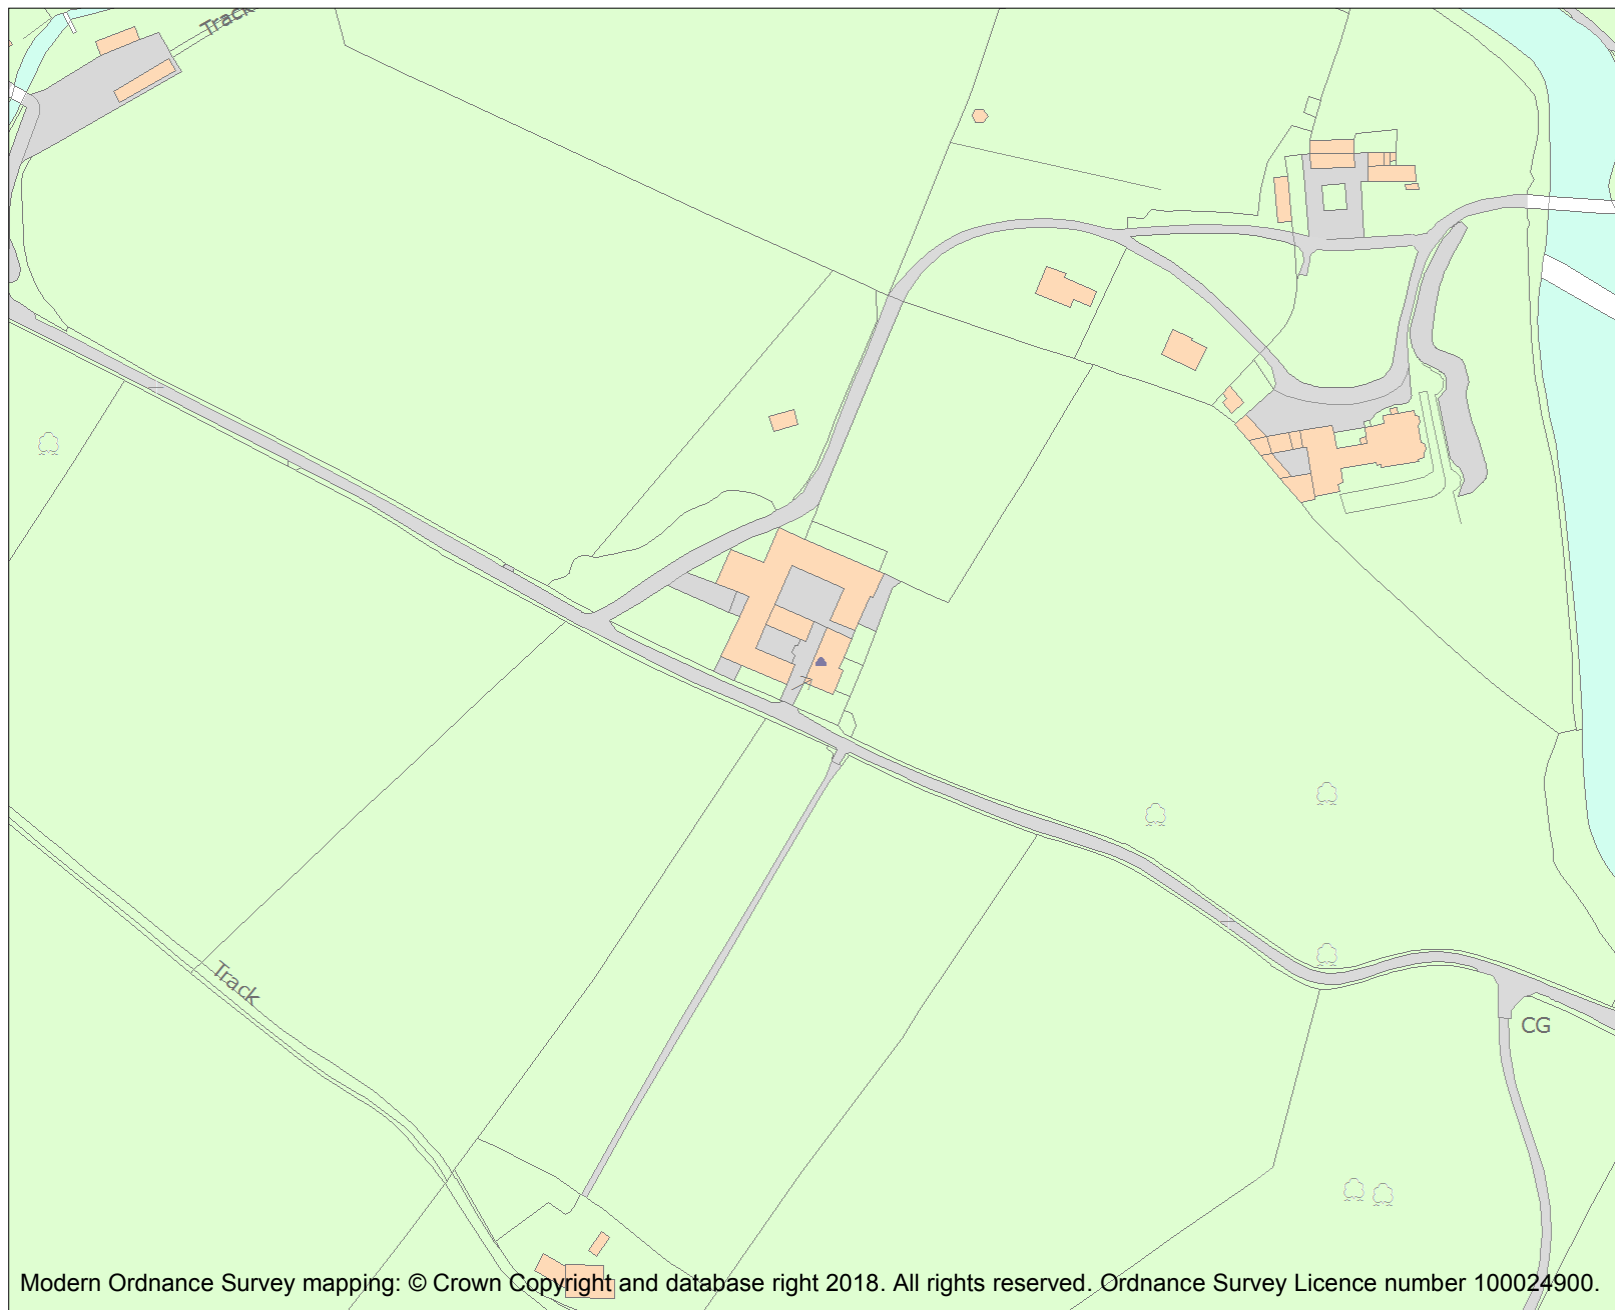 Track
Track
CG
Modern Ordnance Survey mapping: © Crown Copyright and database right 2018. All rights reserved. Ordnance Survey Licence number 100024900.